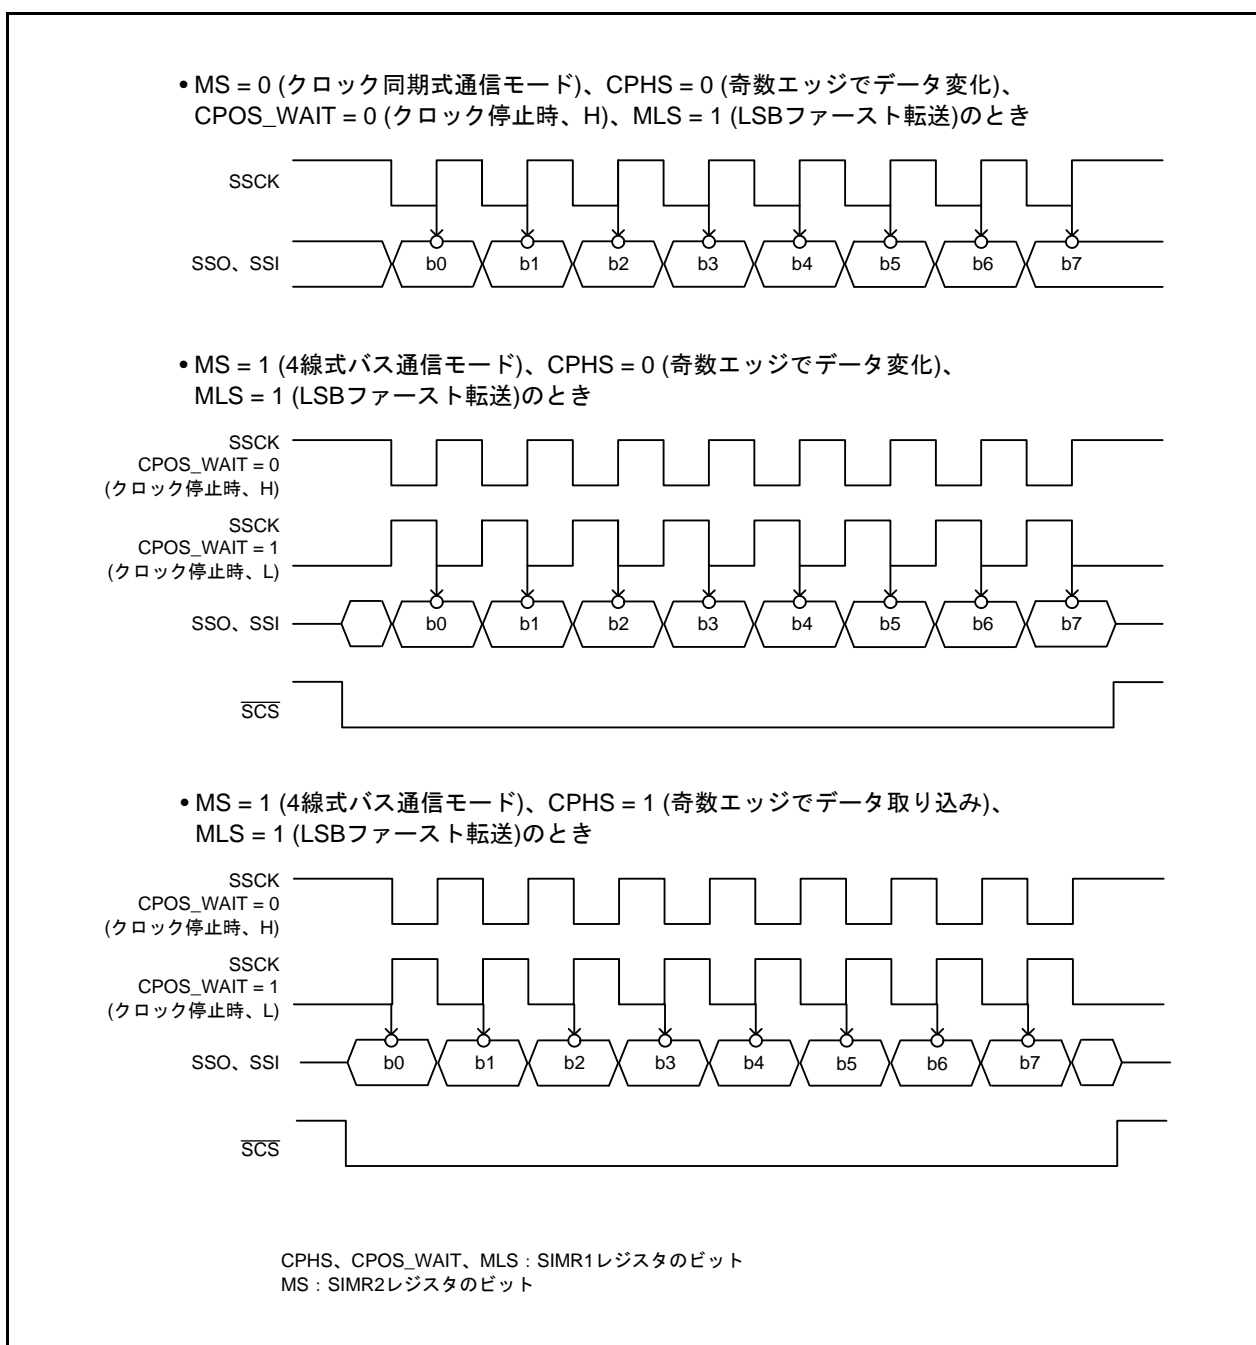 • MS = 0 (クロック同期式通信モード)、CPHS = 0 (奇数エッジでデータ変化)、
CPOS_WAIT = 0 (クロック停止時、H)、MLS = 1 (LSBファースト転送)のとき
SSCK
SSO、SSI
b0 b1 b2 b3 b4 b5 b6 b7
• MS = 1 (4線式バス通信モード)、CPHS = 0 (奇数エッジでデータ変化)、
MLS = 1 (LSBファースト転送)のとき
SSCK
CPOS_WAIT = 0
(クロック停止時、H)
SSCK
CPOS_WAIT = 1
(クロック停止時、L)
SSO、SSI
b0 b1 b2 b3 b4 b5 b6 b7
SCS
• MS = 1 (4線式バス通信モード)、CPHS = 1 (奇数エッジでデータ取り込み)、
MLS = 1 (LSBファースト転送)のとき
SSCK
CPOS_WAIT = 0
(クロック停止時、H)
SSCK
CPOS_WAIT = 1
(クロック停止時、L)
SSO、SSI
b0 b1 b2 b3 b4 b5 b6 b7
SCS
CPHS、CPOS_WAIT、MLS：SIMR1レジスタのビット
MS：SIMR2レジスタのビット